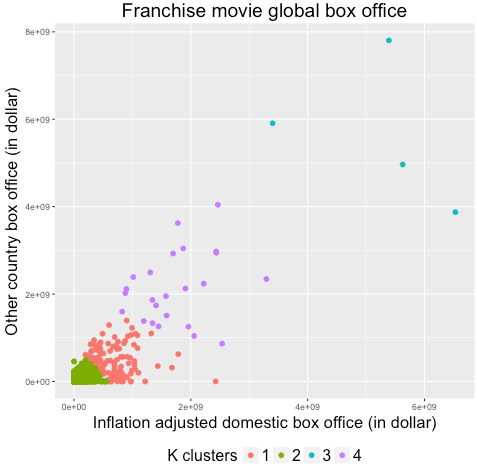 Franchise movie global box office
Other country box office (in dollar)
8e+09
6e+09
4e+09
2e+09
0e+00
0e+00 2e+09 4e+09 6e+09
Inflation adjusted domestic box office (in dollar)
K clusters 1 2 3 4